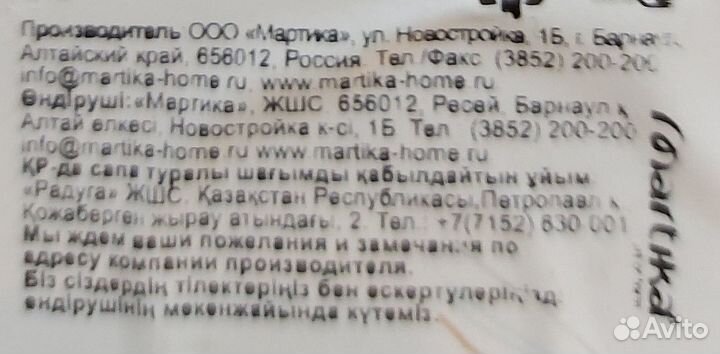 Производитель ООО «Мартика», ул. Новостройка, 1Б, г. Барнаул,
Алтайский край, 656012, Россия. Тел./Факс (3852) 200-200
info@martika-home.ru, www.martika-home.ru
Өндіруші: «Мартика», ЖШС 656012, Ресей, Барнаул қ.
Алтай өлкесі, Новостройка к-сі, 1Б Тел. (3852) 200-200
info@martika-home.ru www.martika-home.ru
ҚР-да сапа туралы шағымды қабылдайтын ұйым
«Радуга» ЖШС, Қазақстан Республикасы, Петропавл қ.
Қожаберген жырау атындағы, 2. Тел.: +7(7152) 630 001
Мы ждем ваши пожелания и замечания по
адресу компании производителя.
Біз сіздердің тілектеріңіз бен ескертулеріңізді
өндірушінің мекенжайында күтеміз.
martika
Avito